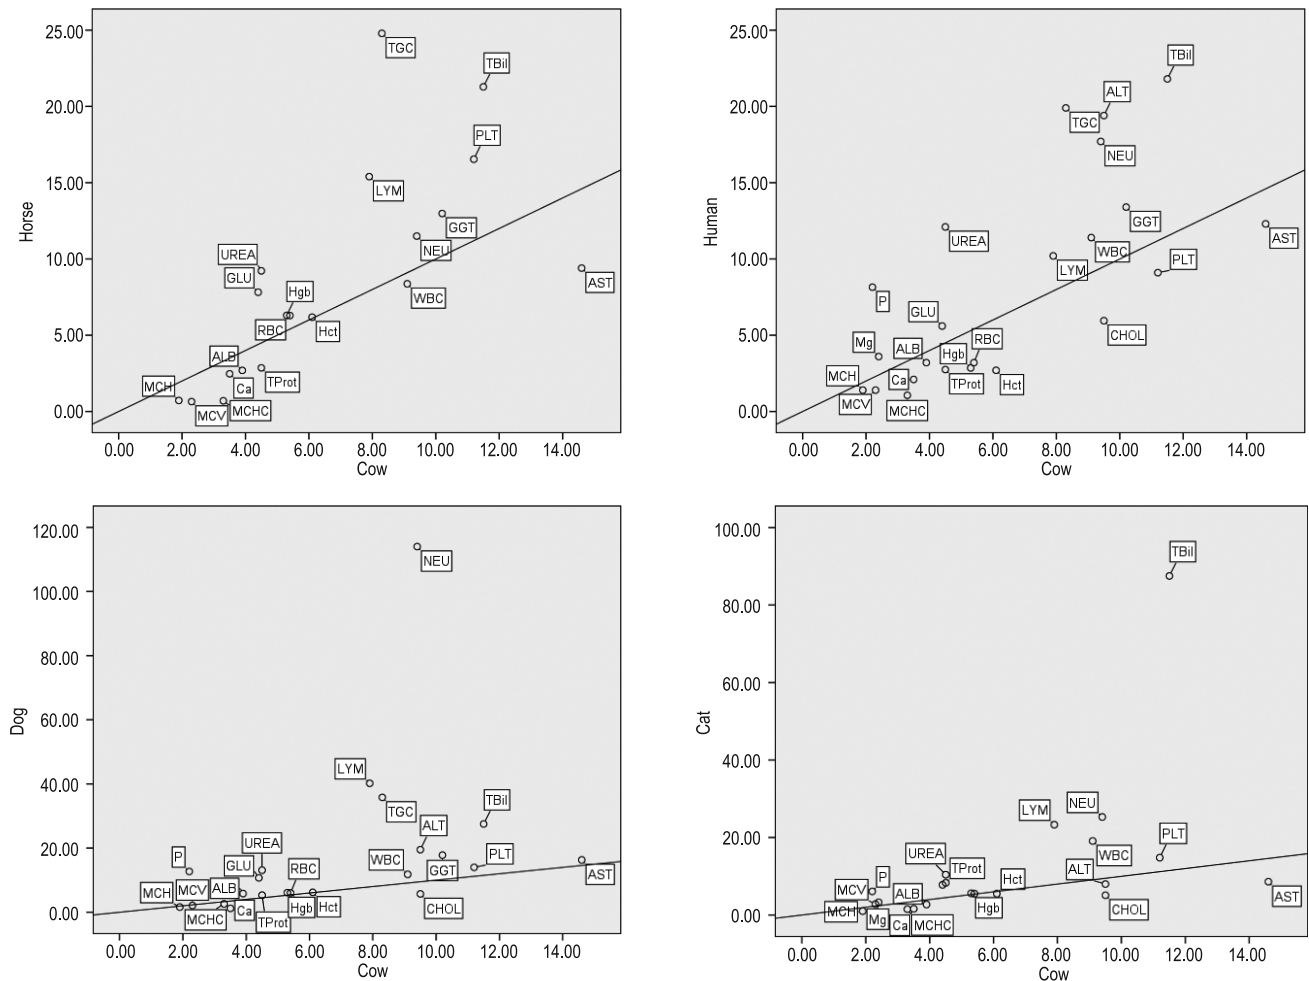 25.00
20.00
15.00
10.00
5.00
0.00
Horse
TGC
TBil
PLT
LYM
GGT
NEU
UREA
GLU
AST
WBC
Hgb
RBC
Hct
ALB
TProt
Ca
MCH
MCV
MCHC
0.00 2.00 4.00 6.00 8.00 10.00 12.00 14.00
Cow
25.00
20.00
15.00
10.00
5.00
0.00
Human
TBil
ALT
TGC
NEU
GGT
UREA
AST
WBC
LYM
PLT
P
GLU
CHOL
Mg
ALB
Hgb
RBC
MCH
Ca
TProt
Hct
MCV
MCHC
0.00 2.00 4.00 6.00 8.00 10.00 12.00 14.00
Cow
120.00
100.00
80.00
60.00
40.00
20.00
0.00
Dog
NEU
LYM
TGC
TBil
ALT
UREA
P
GLU
RBC
WBC
GGT
PLT
AST
MCH
MCV
ALB
MCHC
Ca
TProt
Hgb
Hct
CHOL
0.00 2.00 4.00 6.00 8.00 10.00 12.00 14.00
Cow
100.00
80.00
60.00
40.00
20.00
0.00
Cat
TBil
LYM
NEU
PLT
WBC
UREA
TProt
ALT
P
MCV
ALB
Hct
AST
MCH
Mg
Ca
MCHC
Hgb
CHOL
0.00 2.00 4.00 6.00 8.00 10.00 12.00 14.00
Cow